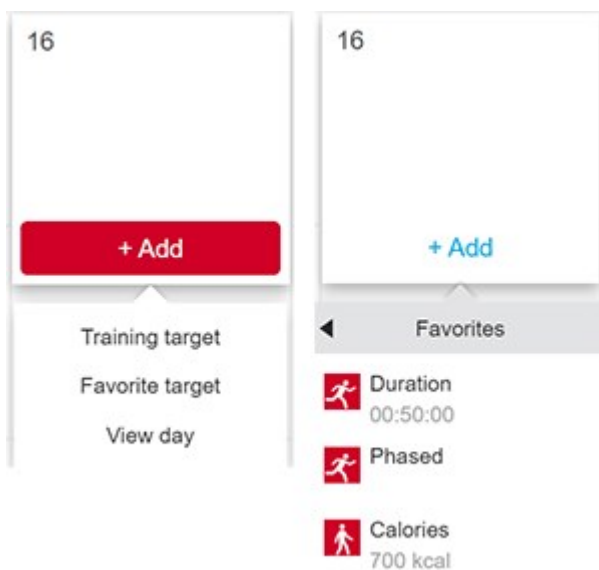 16
+ Add
Training target
Favorite target
View day
16
+ Add
Favorites
Duration
00:50:00
Phased
Calories
700 kcal